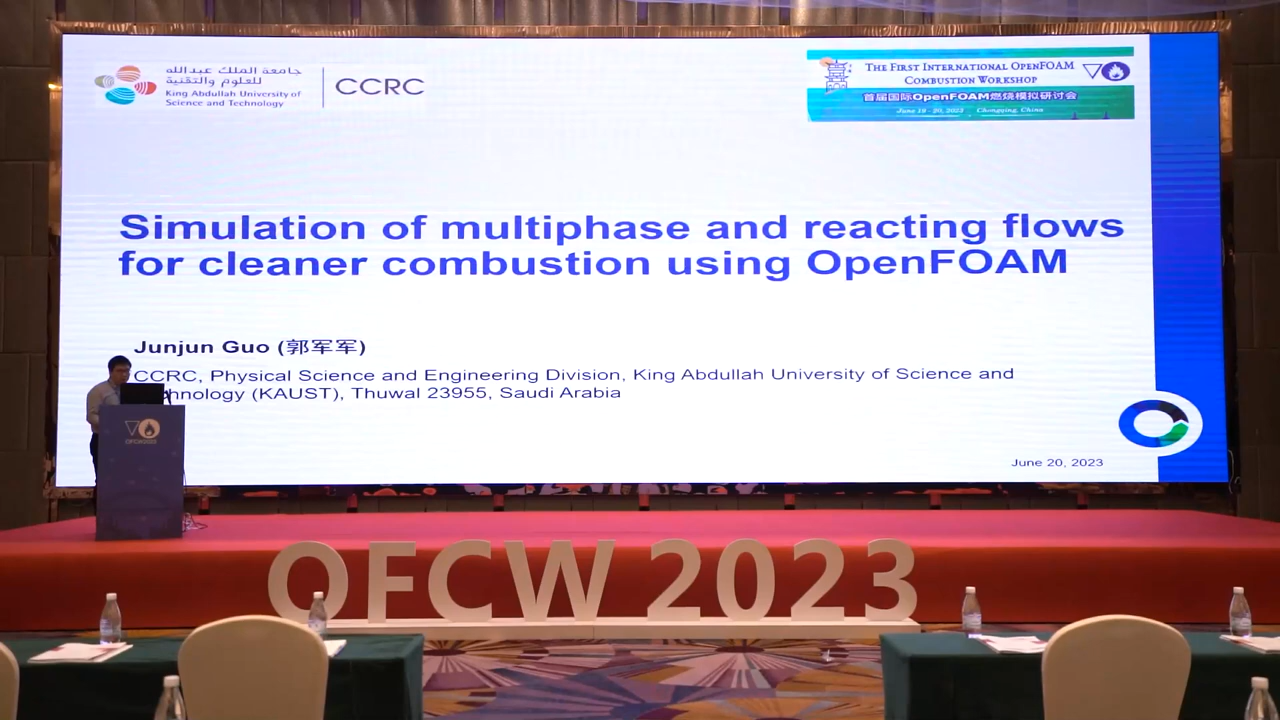 جامعة الملك عبدالله
للعلوم والتقنية
King Abdullah University of
Science and Technology
CCRC
THE FIRST INTERNATIONAL OPENFOAM
COMBUSTION WORKSHOP
首届国际OpenFOAM燃烧模拟研讨会
June 19 - 20, 2023 Chongqing, China
Simulation of multiphase and reacting flows
for cleaner combustion using OpenFOAM
Junjun Guo (郭军军)
CCRC, Physical Science and Engineering Division, King Abdullah University of Science and
hnology (KAUST), Thuwal 23955, Saudi Arabia
June 20, 2023
OFCW2023
OFCW 2023